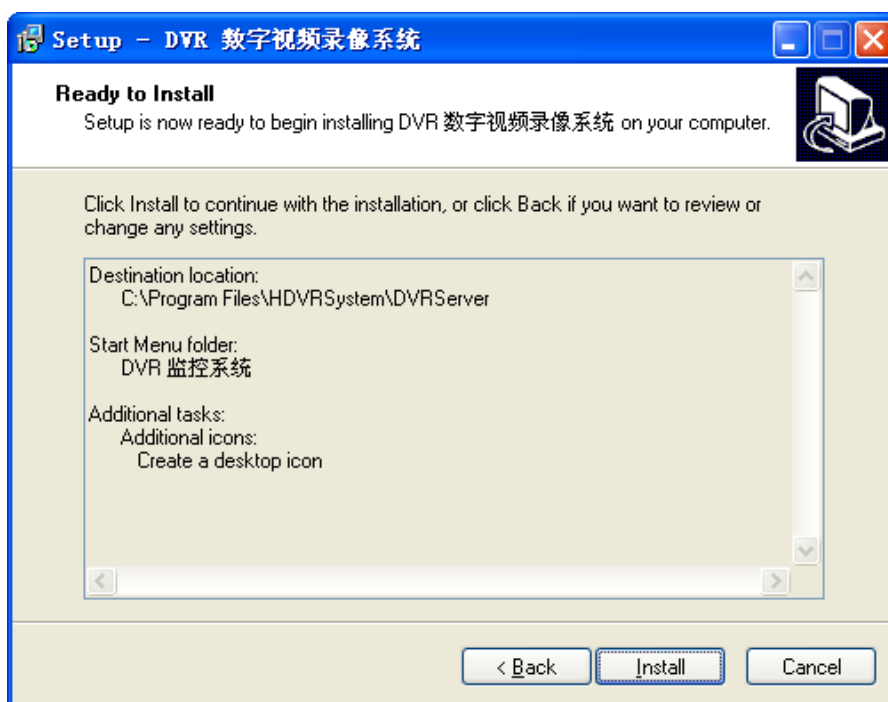 Setup - DVR 数字视频录像系统
Ready to Install
Setup is now ready to begin installing DVR 数字视频录像系统 on your computer.
Click Install to continue with the installation, or click Back if you want to review or
change any settings.
Destination location:
C:\Program Files\HDVRSystem\DVRServer
Start Menu folder:
DVR 监控系统
Additional tasks:
Additional icons:
Create a desktop icon
< Back
Install
Cancel